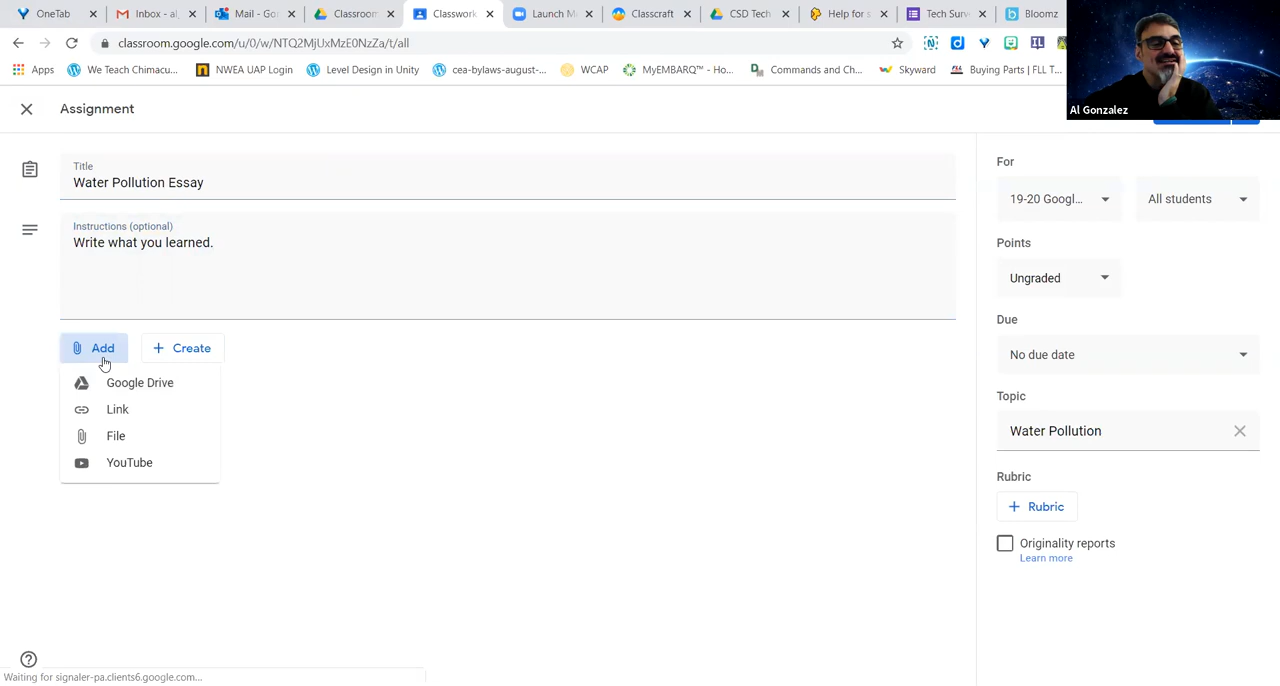 OneTab
Inbox - al
Mail - Go
Classroom
Classwork
Launch M
Classcraft
CSD Tech
Help for s
Tech Surv
Bloomz
classroom.google.com/u/0/w/NTQ2MjUxMzE0NzZa/t/all
Apps
We Teach Chimacu...
NWEA UAP Login
Level Design in Unity
cea-bylaws-august-...
WCAP
MyEMBARQ™ - Ho...
Commands and Ch...
Skyward
Buying Parts | FLL T...
Al Gonzalez
Assignment
Title
Water Pollution Essay
Instructions (optional)
Write what you learned.
Add
Create
Google Drive
Link
File
YouTube
For
19-20 Googl...
All students
Points
Ungraded
Due
No due date
Topic
Water Pollution
Rubric
+ Rubric
Originality reports
Learn more
Waiting for signaler-pa.clients6.google.com...